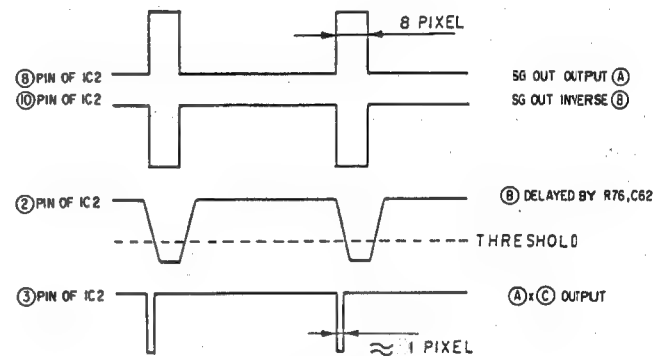 8 PIXEL
⑧PIN OF IC2
SG OUT OUTPUT Ⓐ
⑩PIN OF IC2
SG OUT INVERSE Ⓑ
②PIN OF IC2
Ⓑ DELAYED BY R76,C62
THRESHOLD
③PIN OF IC2
Ⓐx Ⓒ OUTPUT
≈ 1 PIXEL